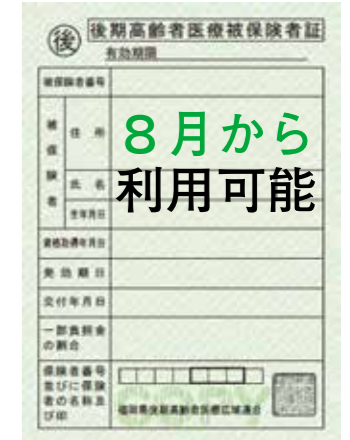 後 後期高齢者医療被保険者証
有効期限
被保険者番号
被保険者
住所
8月から
利用可能
氏名
生年月日
資格取得年月日
発効期日
交付年月日
一部負担金
の割合
保険者番号
並びに保険
者の名称及
び印
COPY
福岡県後期高齢者医療広域連合